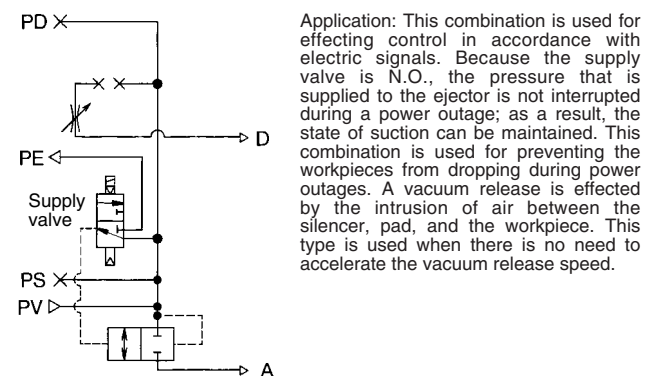 PD
D
PE
Supply
valve
PS
PV
A
Application: This combination is used for
effecting control in accordance with
electric signals. Because the supply
valve is N.O., the pressure that is
supplied to the ejector is not interrupted
during a power outage; as a result, the
state of suction can be maintained. This
combination is used for preventing the
workpieces from dropping during power
outages. A vacuum release is effected
by the intrusion of air between the
silencer, pad, and the workpiece. This
type is used when there is no need to
accelerate the vacuum release speed.